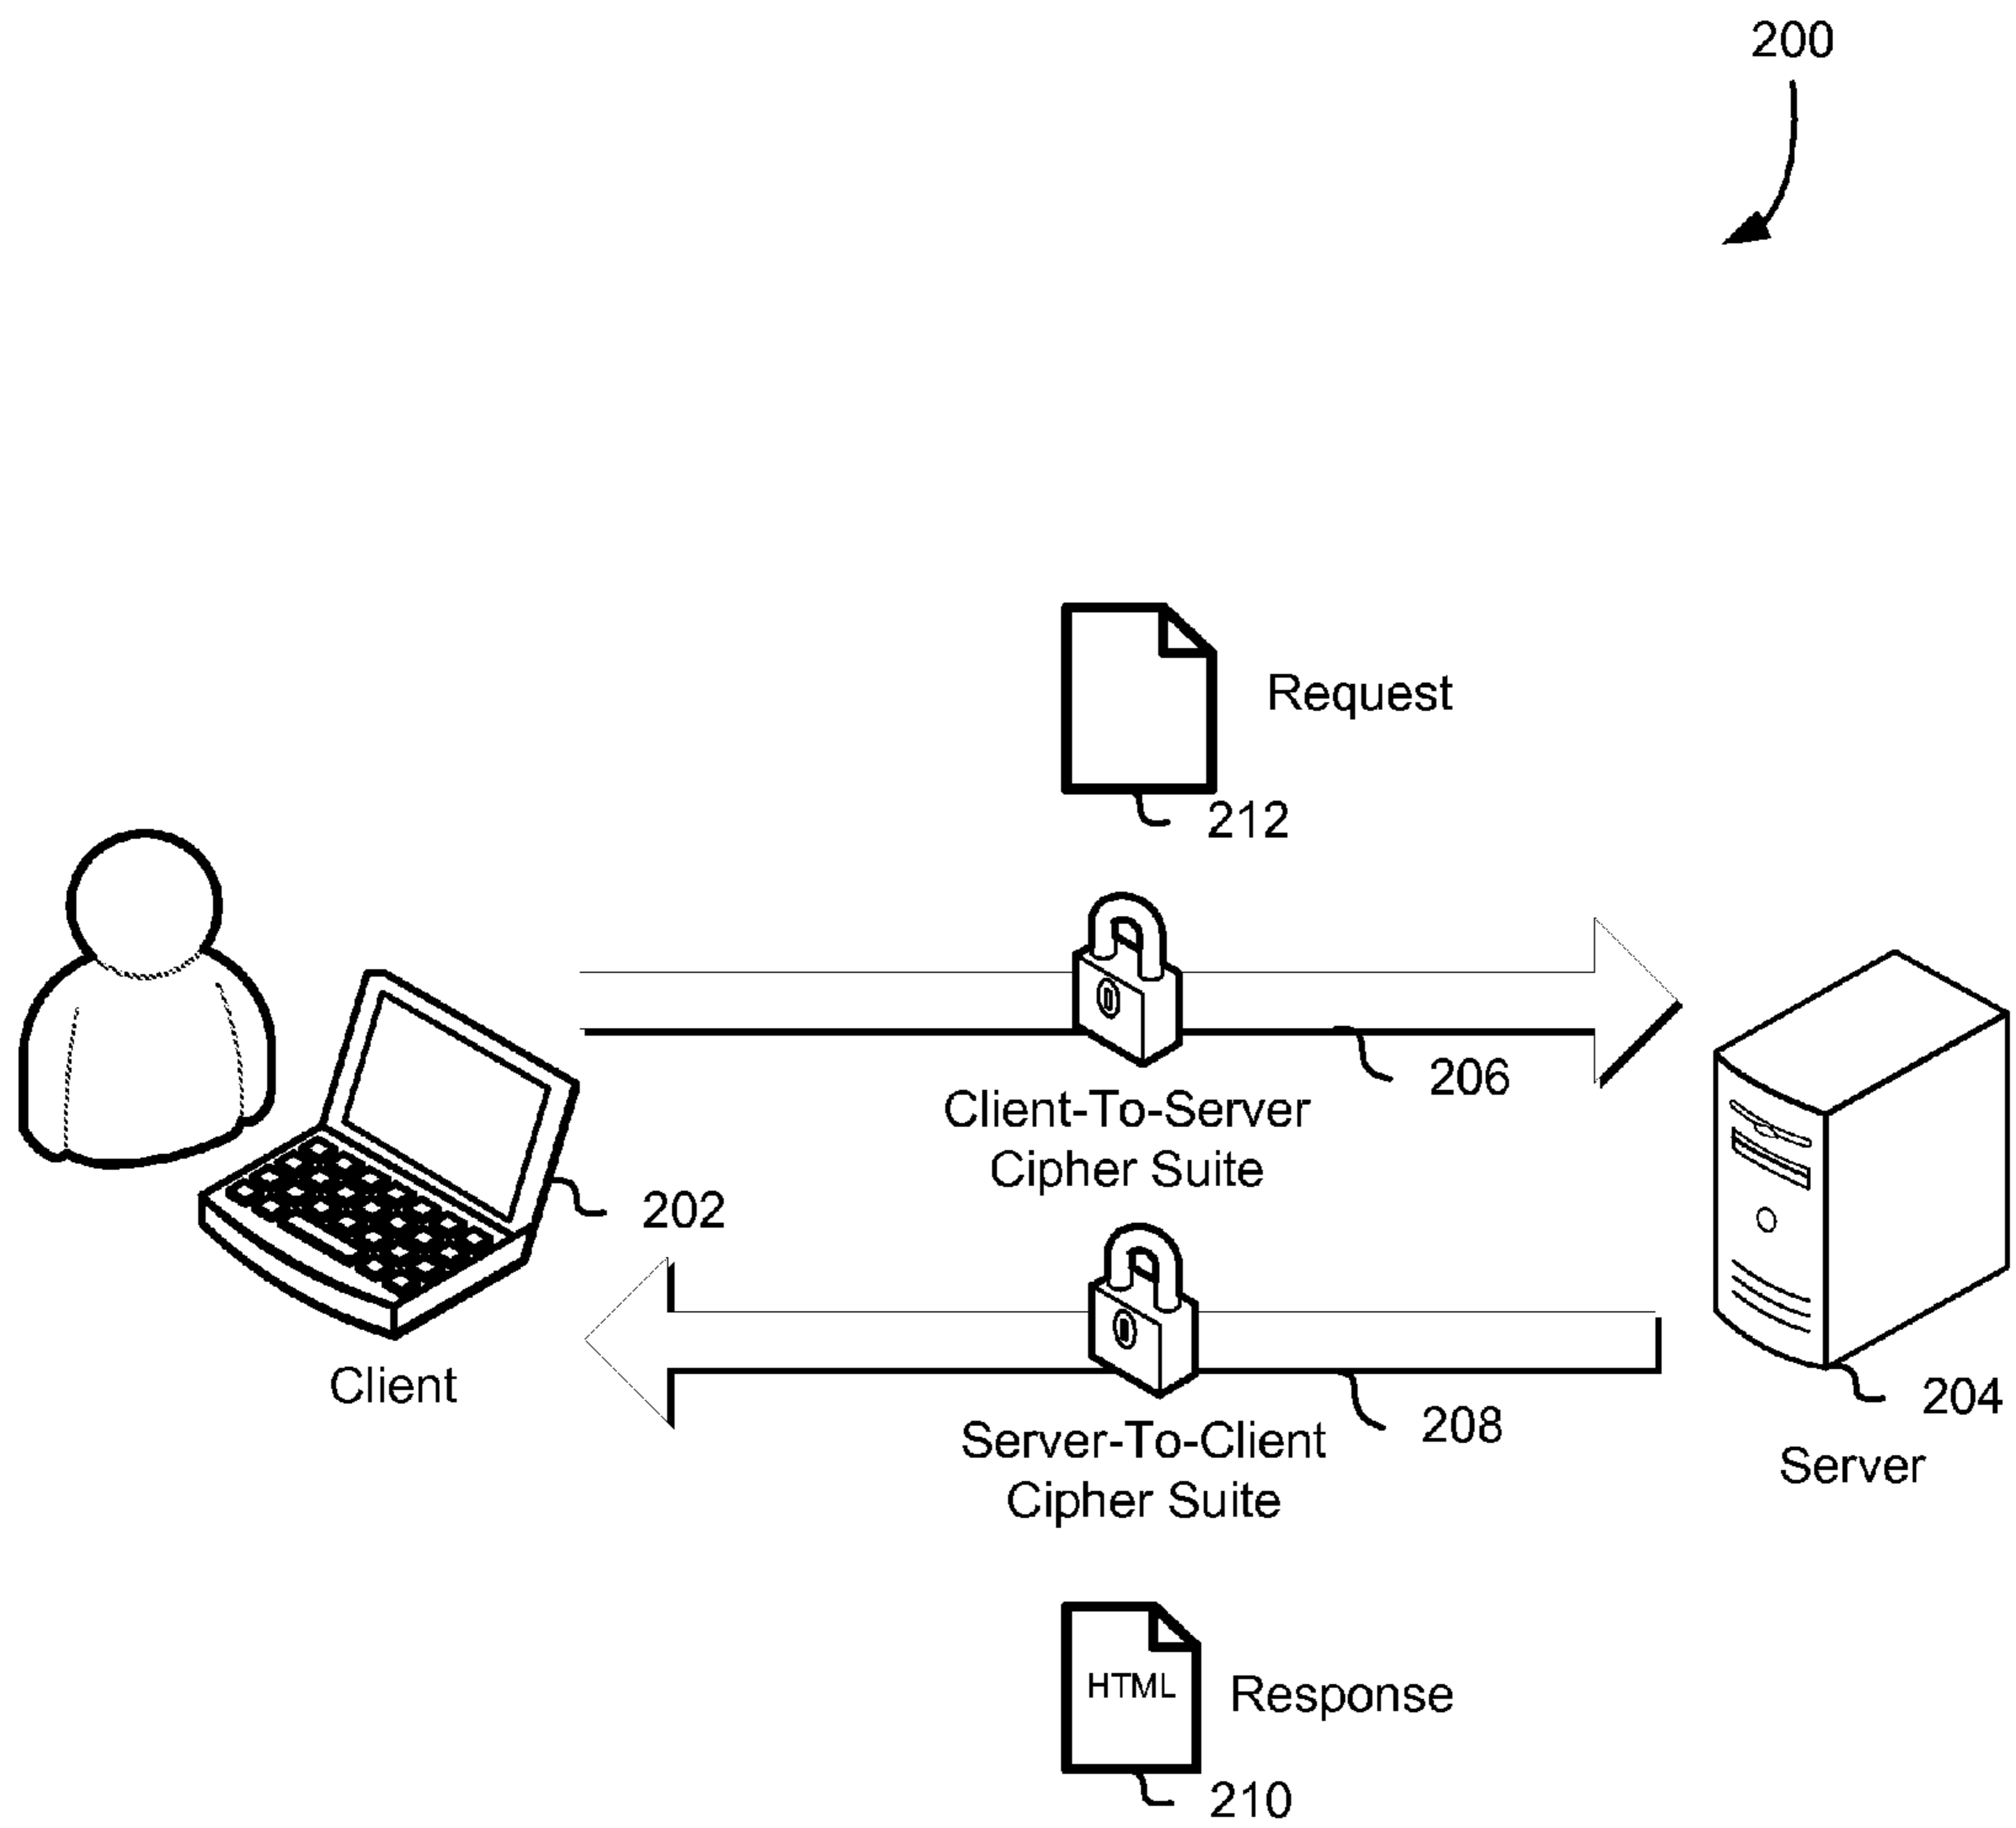 200
Request
212
206
Client-To-Server
Cipher Suite
202
Client
208
Server-To-Client
Cipher Suite
204
Server
HTML
Response
210